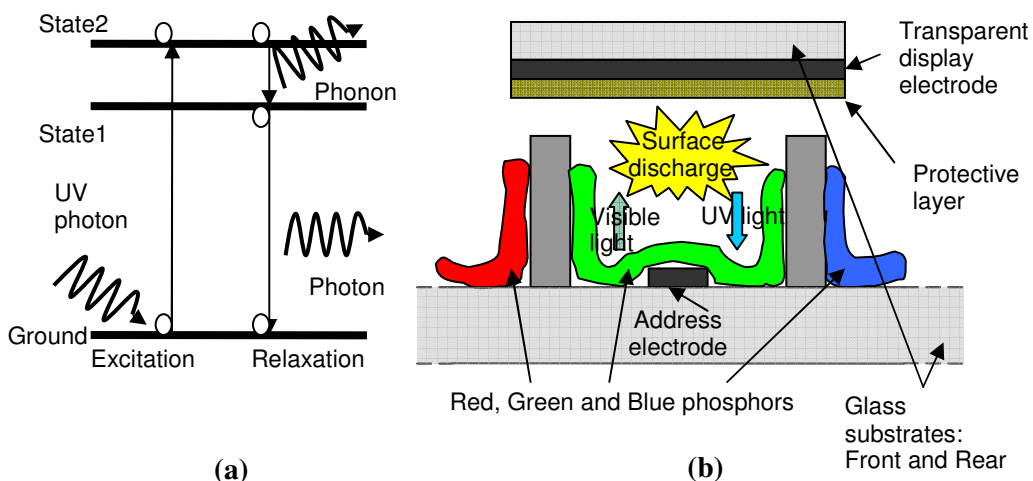 State2
Phonon
State1
UV
photon
Photon
Ground
Excitation
Relaxation
(a)
Transparent
display
electrode
Surface
discharge
Protective
layer
Visible
light
UV light
Address
electrode
Red, Green and Blue phosphors
Glass
substrates:
Front and Rear
(b)